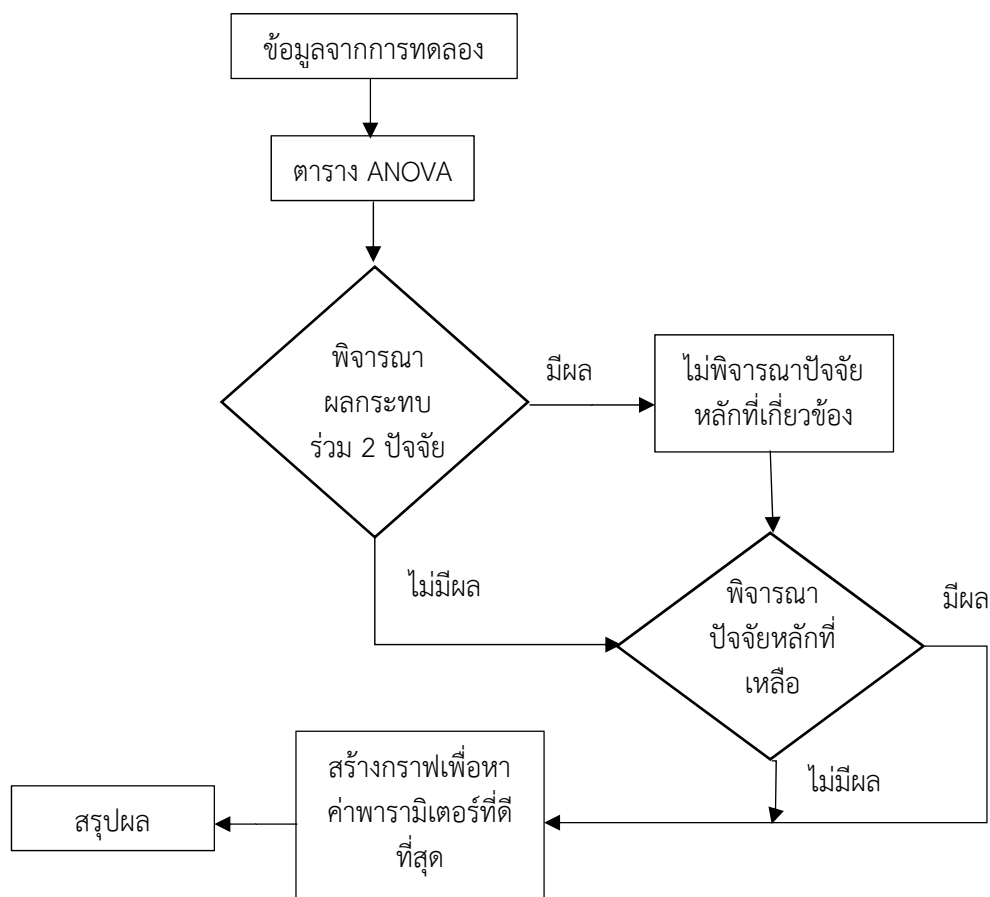 ข้อมูลจากการทดลอง
ตาราง ANOVA
พิจารณา
ผลกระทบ
ร่วม 2 ปัจจัย
มีผล
ไม่พิจารณาปัจจัย
หลักที่เกี่ยวข้อง
ไม่มีผล
พิจารณา
ปัจจัยหลักที่
เหลือ
มีผล
ไม่มีผล
สร้างกราฟเพื่อหา
ค่าพารามิเตอร์ที่ดี
ที่สุด
สรุปผล